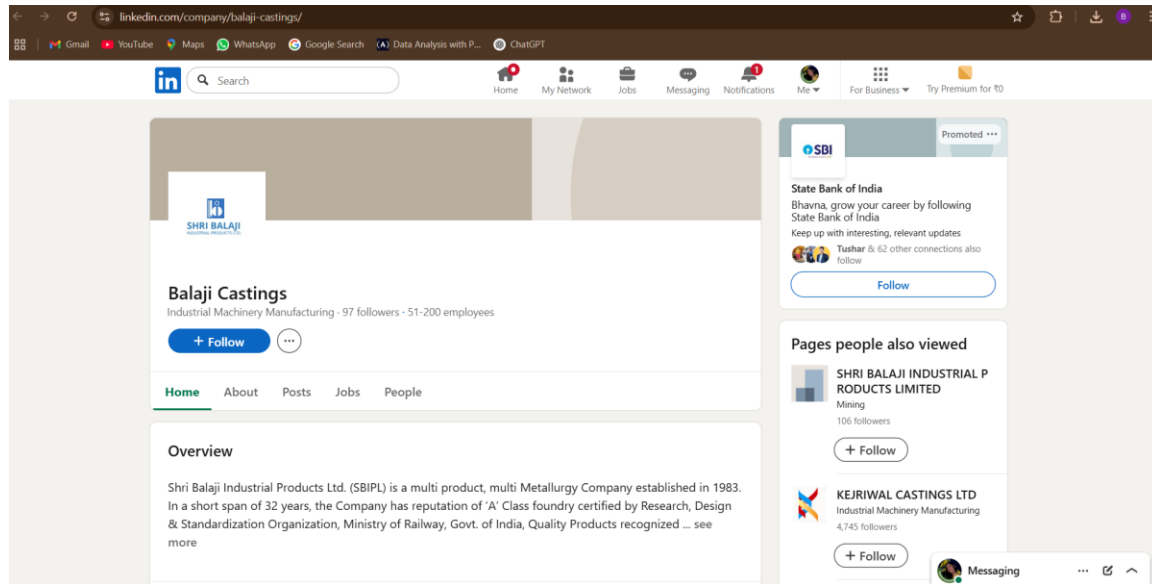 linkedin.com/company/balaji-castings/
B
Gmail YouTube Maps WhatsApp Google Search Data Analysis with P... ChatGPT
in Search Home My Network Jobs Messaging 1 Notifications Me For Business Try Premium for ₹0
SHRI BALAJI
INDUSTRIAL PRODUCTS LTD.
Balaji Castings
Industrial Machinery Manufacturing · 97 followers · 51-200 employees
+ Follow ...
Home About Posts Jobs People
Overview
Shri Balaji Industrial Products Ltd. (SBIPL) is a multi product, multi Metallurgy Company established in 1983.
In a short span of 32 years, the Company has reputation of 'A' Class foundry certified by Research, Design
& Standardization Organization, Ministry of Railway, Govt. of India, Quality Products recognized ... see
more
Promoted ...
SBI
State Bank of India
Bhavna, grow your career by following
State Bank of India
Keep up with interesting, relevant updates
Tushar & 62 other connections also
follow
Follow
Pages people also viewed
SHRI BALAJI INDUSTRIAL P
RODUCTS LIMITED
Mining
106 followers
+ Follow
KEJRIWAL CASTINGS LTD
Industrial Machinery Manufacturing
4,745 followers
+ Follow
Messaging ...